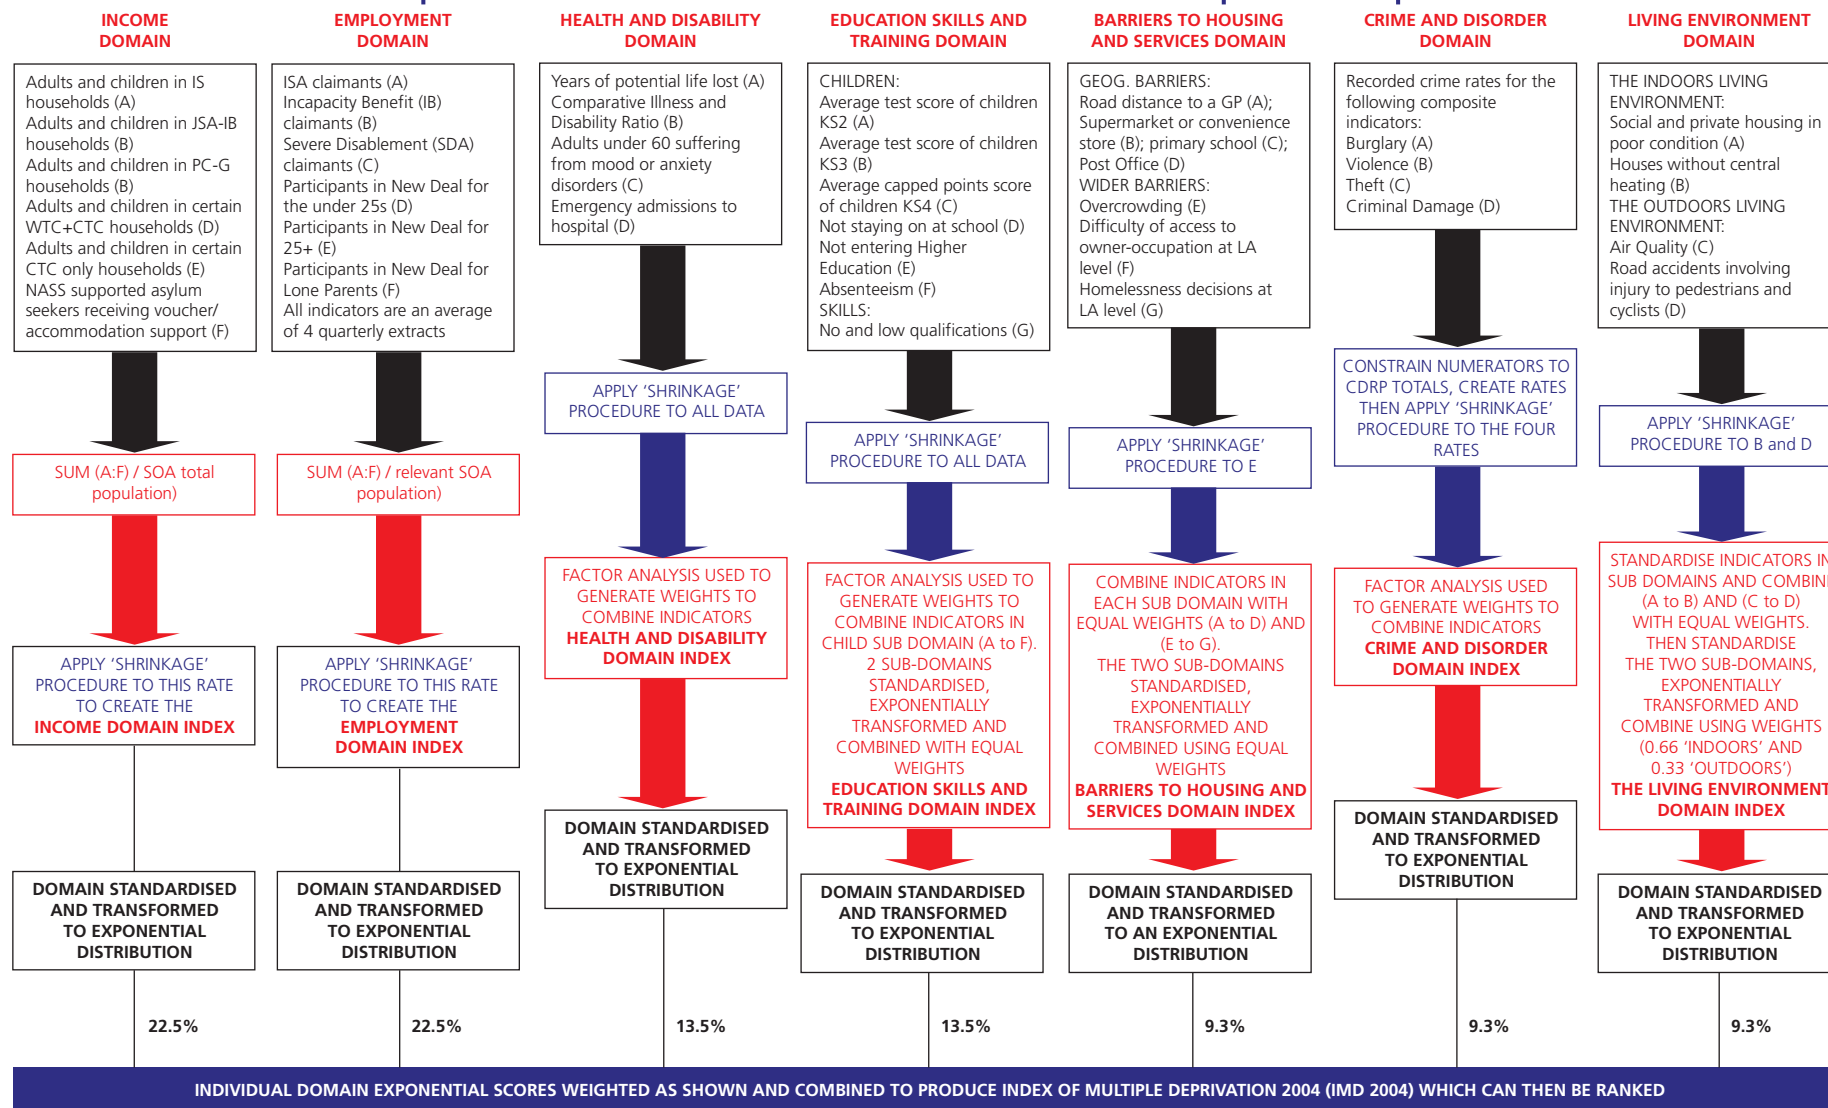 INCOME
DOMAIN
Adults and children in IS
households (A)
Adults and children in JSA-IB
households (B)
Adults and children in PC-G
households (B)
Adults and children in certain
WTC+CTC households (D)
Adults and children in certain
CTC only households (E)
NASS supported asylum
seekers receiving voucher/
accommodation support (F)
SUM (A:F) / SOA total
population)
APPLY ‘SHRINKAGE’
PROCEDURE TO THIS RATE
TO CREATE THE
INCOME DOMAIN INDEX
DOMAIN STANDARDISED
AND TRANSFORMED
TO EXPONENTIAL
DISTRIBUTION
22.5%
EMPLOYMENT
DOMAIN
ISA claimants (A)
Incapacity Benefit (IB)
claimants (B)
Severe Disablement (SDA)
claimants (C)
Participants in New Deal for
the under 25s (D)
Participants in New Deal for
25+ (E)
Participants in New Deal for
Lone Parents (F)
All indicators are an average
of 4 quarterly extracts
SUM (A:F) / relevant SOA
population)
APPLY ‘SHRINKAGE’
PROCEDURE TO THIS RATE
TO CREATE THE
EMPLOYMENT
DOMAIN INDEX
DOMAIN STANDARDISED
AND TRANSFORMED
TO EXPONENTIAL
DISTRIBUTION
22.5%
HEALTH AND DISABILITY
DOMAIN
Years of potential life lost (A)
Comparative Illness and
Disability Ratio (B)
Adults under 60 suffering
from mood or anxiety
disorders (C)
Emergency admissions to
hospital (D)
APPLY ‘SHRINKAGE’
PROCEDURE TO ALL DATA
FACTOR ANALYSIS USED TO
GENERATE WEIGHTS TO
COMBINE INDICATORS
HEALTH AND DISABILITY
DOMAIN INDEX
DOMAIN STANDARDISED
AND TRANSFORMED
TO EXPONENTIAL
DISTRIBUTION
13.5%
EDUCATION SKILLS AND
TRAINING DOMAIN
CHILDREN:
Average test score of children
KS2 (A)
Average test score of children
KS3 (B)
Average capped points score
of children KS4 (C)
Not staying on at school (D)
Not entering Higher
Education (E)
Absenteeism (F)
SKILLS:
No and low qualifications (G)
APPLY ‘SHRINKAGE’
PROCEDURE TO ALL DATA
FACTOR ANALYSIS USED TO
GENERATE WEIGHTS TO
COMBINE INDICATORS IN
CHILD SUB DOMAIN (A to F).
2 SUB-DOMAINS
STANDARDISED,
EXPONENTIALLY
TRANSFORMED AND
COMBINED WITH EQUAL
WEIGHTS
EDUCATION SKILLS AND
TRAINING DOMAIN INDEX
DOMAIN STANDARDISED
AND TRANSFORMED
TO EXPONENTIAL
DISTRIBUTION
13.5%
BARRIERS TO HOUSING
AND SERVICES DOMAIN
GEOG. BARRIERS:
Road distance to a GP (A);
Supermarket or convenience
store (B); primary school (C);
Post Office (D)
WIDER BARRIERS:
Overcrowding (E)
Difficulty of access to
owner-occupation at LA
level (F)
Homelessness decisions at
LA level (G)
APPLY ‘SHRINKAGE’
PROCEDURE TO E
COMBINE INDICATORS IN
EACH SUB DOMAIN WITH
EQUAL WEIGHTS (A to D) AND
(E to G).
THE TWO SUB-DOMAINS
STANDARDISED,
EXPONENTIALLY
TRANSFORMED AND
COMBINED USING EQUAL
WEIGHTS
BARRIERS TO HOUSING AND
SERVICES DOMAIN INDEX
DOMAIN STANDARDISED
AND TRANSFORMED
TO AN EXPONENTIAL
DISTRIBUTION
9.3%
CRIME AND DISORDER
DOMAIN
Recorded crime rates for the
following composite
indicators:
Burglary (A)
Violence (B)
Theft (C)
Criminal Damage (D)
CONSTRAIN NUMERATORS TO
CDRP TOTALS, CREATE RATES
THEN APPLY ‘SHRINKAGE’
PROCEDURE TO THE FOUR
RATES
FACTOR ANALYSIS USED
TO GENERATE WEIGHTS TO
COMBINE INDICATORS
CRIME AND DISORDER
DOMAIN INDEX
DOMAIN STANDARDISED
AND TRANSFORMED
TO EXPONENTIAL
DISTRIBUTION
9.3%
LIVING ENVIRONMENT
DOMAIN
THE INDOORS LIVING
ENVIRONMENT:
Social and private housing in
poor condition (A)
Houses without central
heating (B)
THE OUTDOORS LIVING
ENVIRONMENT:
Air Quality (C)
Road accidents involving
injury to pedestrians and
cyclists (D)
APPLY ‘SHRINKAGE’
PROCEDURE TO B and D
STANDARDISE INDICATORS IN
SUB DOMAINS AND COMBINE
(A to B) AND (C to D)
WITH EQUAL WEIGHTS.
THEN STANDARDISE
THE TWO SUB-DOMAINS,
EXPONENTIALLY
TRANSFORMED AND
COMBINE USING WEIGHTS
(0.66 ‘INDOORS’ AND
0.33 ‘OUTDOORS’)
THE LIVING ENVIRONMENT
DOMAIN INDEX
DOMAIN STANDARDISED
AND TRANSFORMED
TO EXPONENTIAL
DISTRIBUTION
9.3%
INDIVIDUAL DOMAIN EXPONENTIAL SCORES WEIGHTED AS SHOWN AND COMBINED TO PRODUCE INDEX OF MULTIPLE DEPRIVATION 2004 (IMD 2004) WHICH CAN THEN BE RANKED